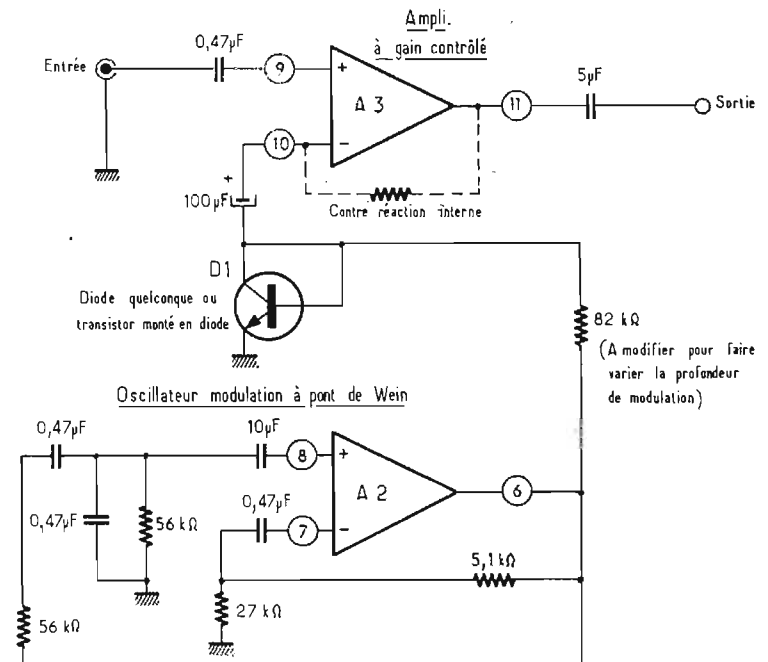 Ampli.
à gain contrôlé
Entrée
0,47µF
9
+
A 3
11
5µF
Sortie
10
−
+
100µF
Contre réaction interne
D1
Diode quelconque ou
transistor monté en diode
82 kΩ
(A modifier pour faire
varier la profondeur
de modulation)
Oscillateur modulation à pont de Wein
0,47µF
10µF
8
+
A 2
6
0,47µF
56 kΩ
0,47µF
7
−
5,1kΩ
27 kΩ
56 kΩ